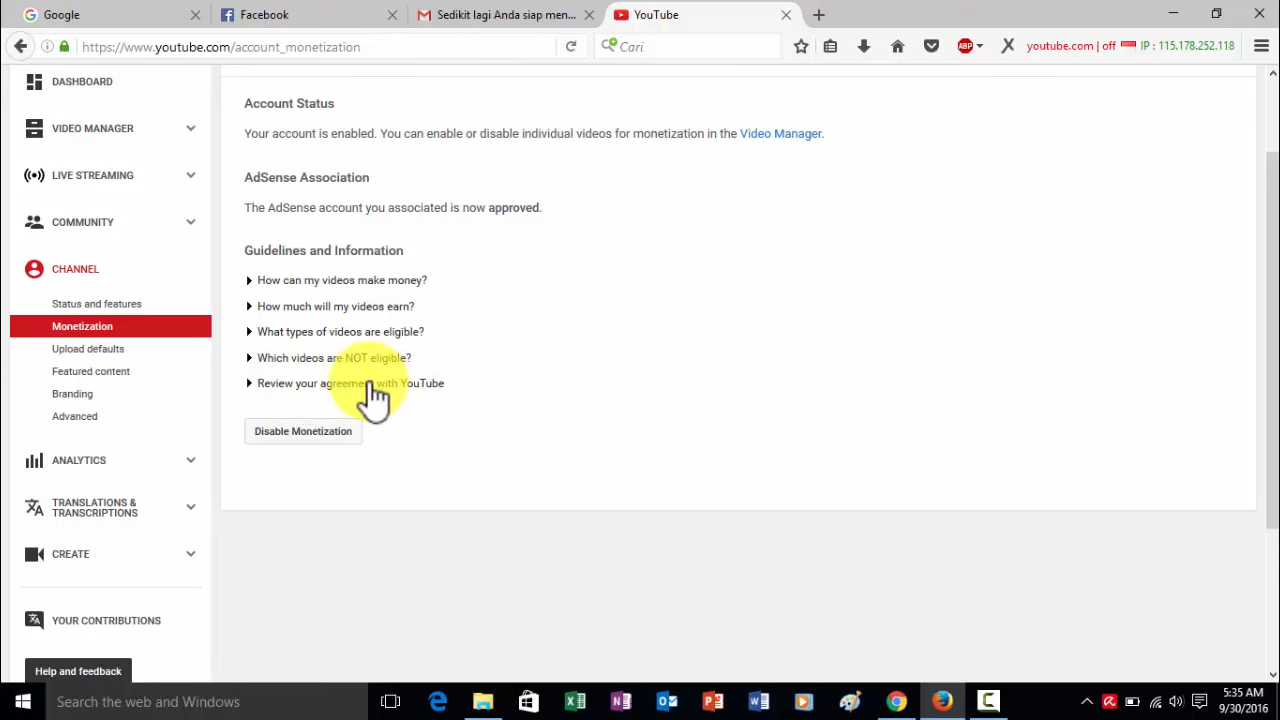 Google
Facebook
Sedikit lagi Anda siap men...
YouTube
https://www.youtube.com/account_monetization
Cari
ABP
youtube.com | off
IP : 115.178.252.118
DASHBOARD
VIDEO MANAGER
LIVE STREAMING
COMMUNITY
CHANNEL
Status and features
Monetization
Upload defaults
Featured content
Branding
Advanced
ANALYTICS
TRANSLATIONS &
TRANSCRIPTIONS
CREATE
YOUR CONTRIBUTIONS
Help and feedback
Account Status
Your account is enabled. You can enable or disable individual videos for monetization in the Video Manager.
AdSense Association
The AdSense account you associated is now approved.
Guidelines and Information
How can my videos make money?
How much will my videos earn?
What types of videos are eligible?
Which videos are NOT eligible?
Review your agreement with YouTube
Disable Monetization
Search the web and Windows
5:35 AM
9/30/2016